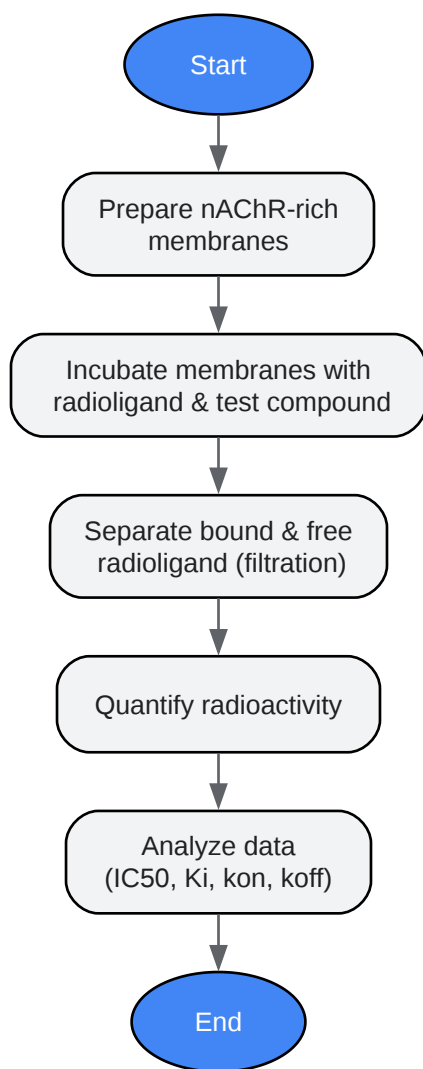 Start
Prepare nAChR-rich
membranes
Incubate membranes with
radioligand & test compound
Separate bound & free
radioligand (filtration)
Quantify radioactivity
Analyze data
(IC50, Ki, kon, koff)
End